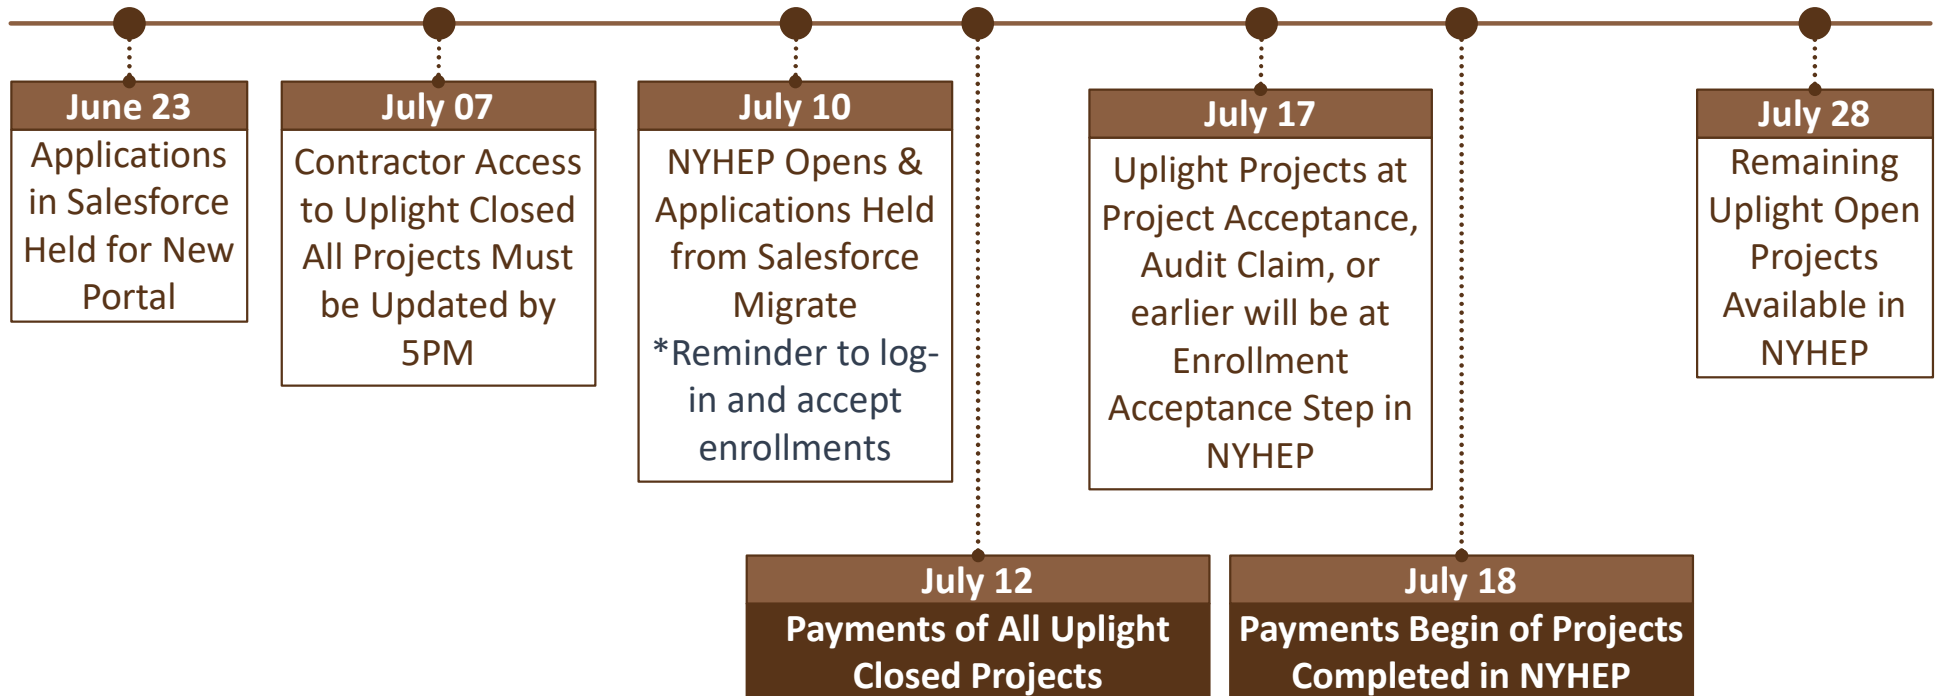 June 23
Applications
in Salesforce
Held for New
Portal
July 07
Contractor Access
to Uplight Closed
All Projects Must
be Updated by
5PM
July 10
NYHEP Opens &
Applications Held
from Salesforce
Migrate
*Reminder to log-
in and accept
enrollments
July 12
Payments of All Uplight
Closed Projects
July 17
Uplight Projects at
Project Acceptance,
Audit Claim, or
earlier will be at
Enrollment
Acceptance Step in
NYHEP
July 18
Payments Begin of Projects
Completed in NYHEP
July 28
Remaining
Uplight Open
Projects
Available in
NYHEP